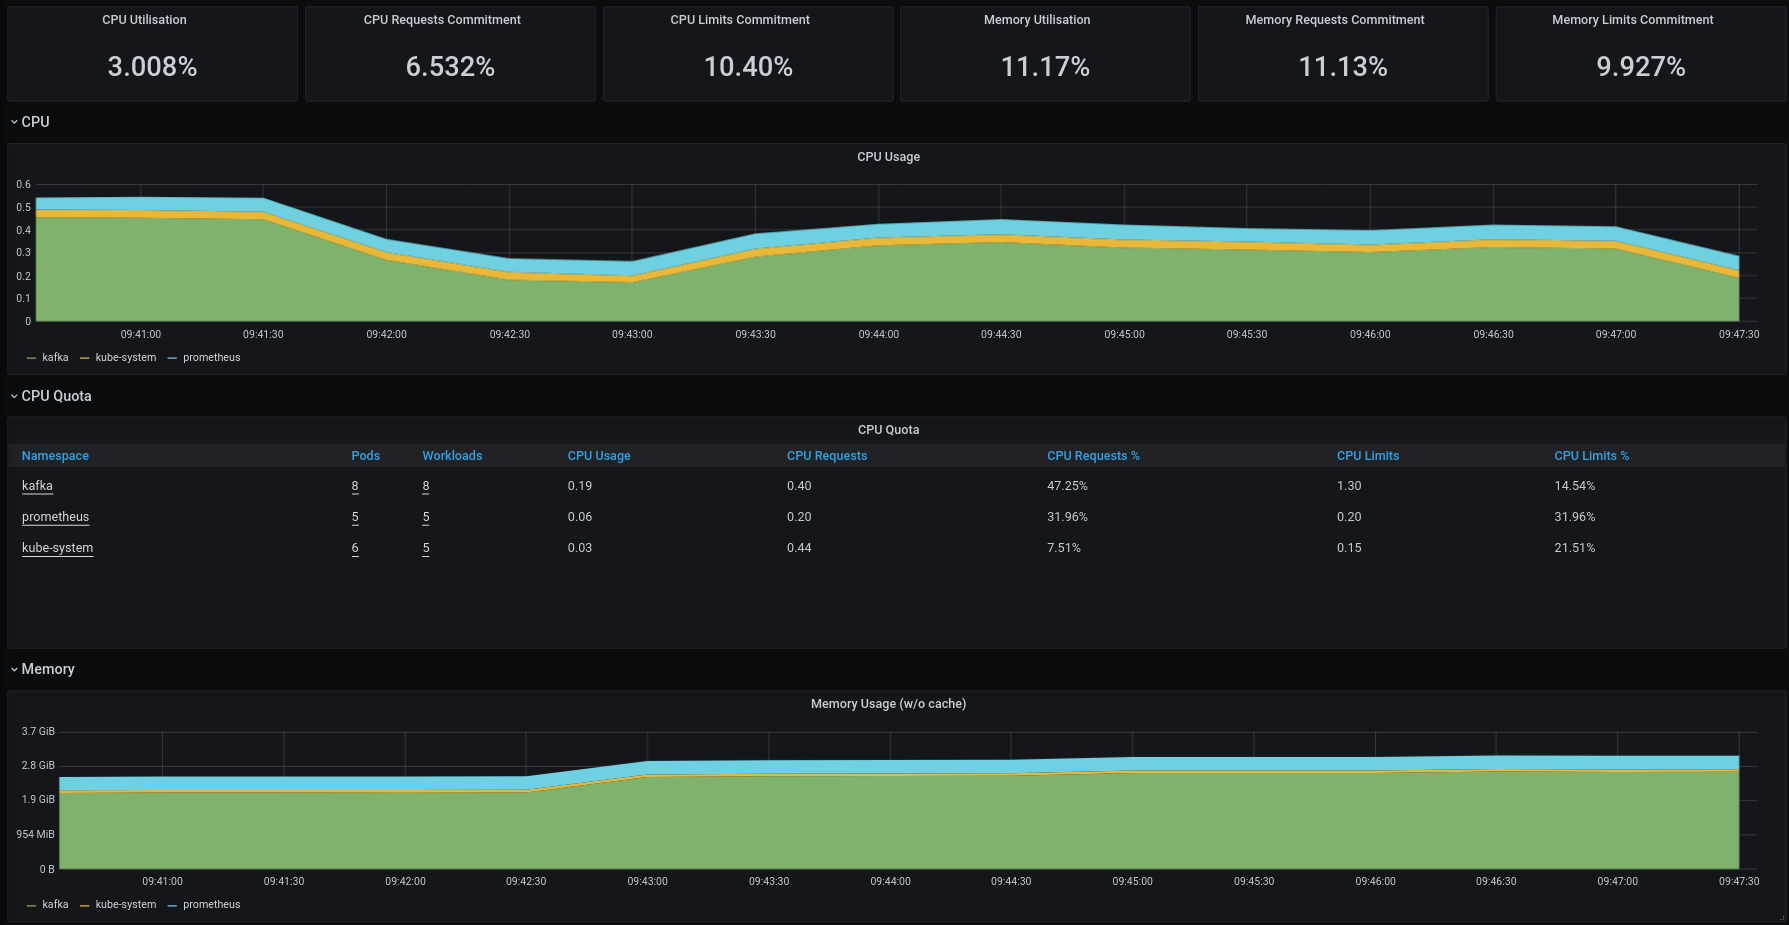 CPU Utilisation CPU Requests Commitment CPU Limits Commitment Memory Utilisation Memory Requests Commitment Memory Limits Commitment
3.008% 6.532% 10.40% 11.17% 11.13% 9.927%
CPU
CPU Usage
0.6
0.5
0.4
0.3
0.2
0.1
0
09:41:00 09:41:30 09:42:00 09:42:30 09:43:00 09:43:30 09:44:00 09:44:30 09:45:00 09:45:30 09:46:00 09:46:30 09:47:00 09:47:30
kafka kube-system prometheus
CPU Quota
CPU Quota
Namespace Pods Workloads CPU Usage CPU Requests CPU Requests % CPU Limits CPU Limits %
kafka 8 8 0.19 0.40 47.25% 1.30 14.54%
prometheus 5 5 0.06 0.20 31.96% 0.20 31.96%
kube-system 6 5 0.03 0.44 7.51% 0.15 21.51%
Memory
Memory Usage (w/o cache)
3.7 GiB
2.8 GiB
1.9 GiB
954 MiB
0 B
09:41:00 09:41:30 09:42:00 09:42:30 09:43:00 09:43:30 09:44:00 09:44:30 09:45:00 09:45:30 09:46:00 09:46:30 09:47:00 09:47:30
kafka kube-system prometheus